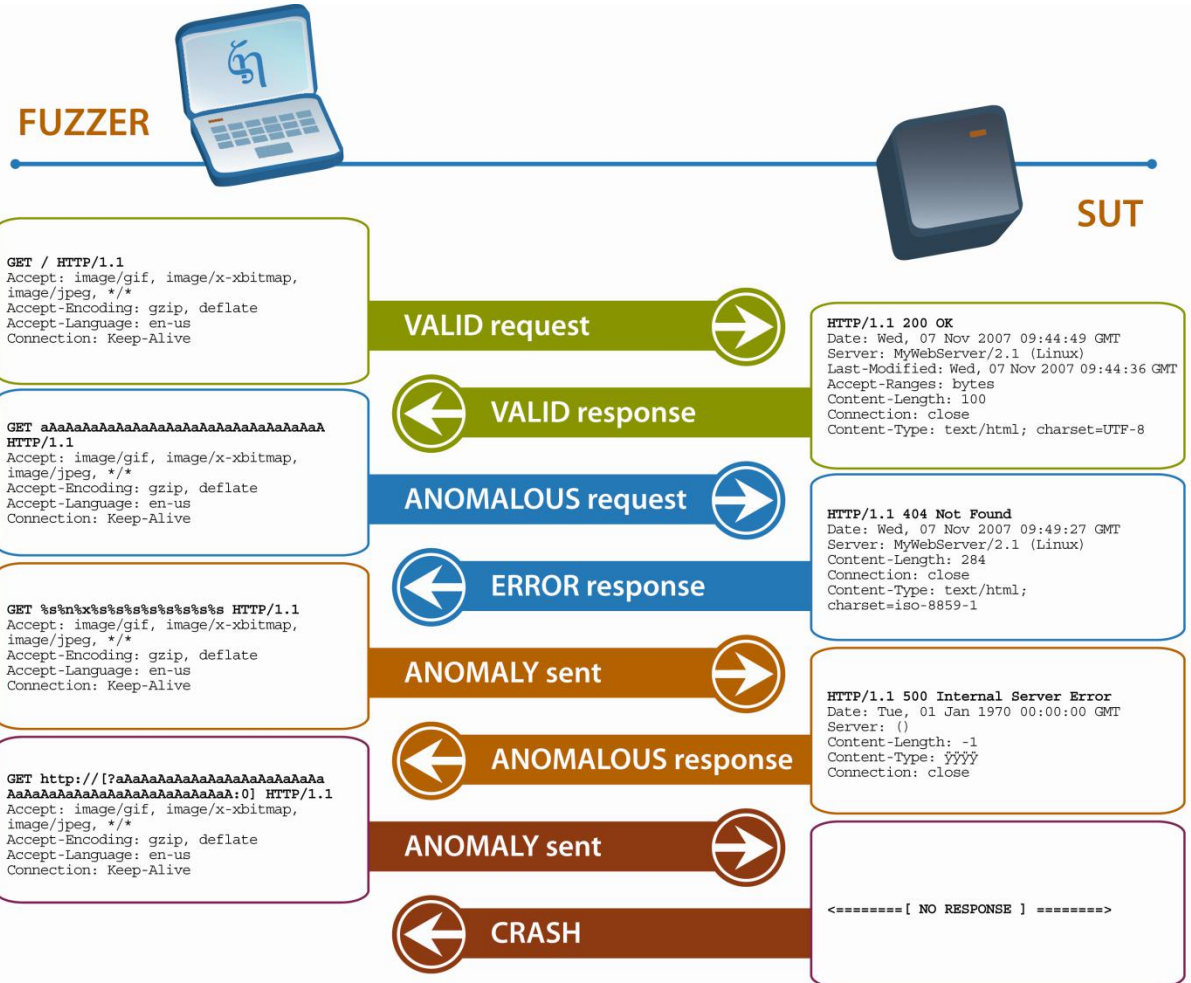 FUZZER
SUT
GET / HTTP/1.1
Accept: image/gif, image/x-xbitmap,
image/jpeg, */*
Accept-Encoding: gzip, deflate
Accept-Language: en-us
Connection: Keep-Alive
VALID request
HTTP/1.1 200 OK
Date: Wed, 07 Nov 2007 09:44:49 GMT
Server: MyWebServer/2.1 (Linux)
Last-Modified: Wed, 07 Nov 2007 09:44:36 GMT
Accept-Ranges: bytes
Content-Length: 100
Connection: close
Content-Type: text/html; charset=UTF-8
VALID response
GET aAaAaAaAaAaAaAaAaAaAaAaAaAaAaAaAaA
HTTP/1.1
Accept: image/gif, image/x-xbitmap,
image/jpeg, */*
Accept-Encoding: gzip, deflate
Accept-Language: en-us
Connection: Keep-Alive
ANOMALOUS request
HTTP/1.1 404 Not Found
Date: Wed, 07 Nov 2007 09:49:27 GMT
Server: MyWebServer/2.1 (Linux)
Content-Length: 284
Connection: close
Content-Type: text/html;
charset=iso-8859-1
ERROR response
GET %s%n%x%s%s%s%s%s%s%s%s HTTP/1.1
Accept: image/gif, image/x-xbitmap,
image/jpeg, */*
Accept-Encoding: gzip, deflate
Accept-Language: en-us
Connection: Keep-Alive
ANOMALY sent
HTTP/1.1 500 Internal Server Error
Date: Tue, 01 Jan 1970 00:00:00 GMT
Server: ()
Content-Length: -1
Content-Type: ÿÿÿÿ
Connection: close
ANOMALOUS response
GET http://[?aAaAaAaAaAaAaAaAaAaAaAaAa
AaAaAaAaAaAaAaAaAaAaAaAaAaA:0] HTTP/1.1
Accept: image/gif, image/x-xbitmap,
image/jpeg, */*
Accept-Encoding: gzip, deflate
Accept-Language: en-us
Connection: Keep-Alive
ANOMALY sent
<========[ NO RESPONSE ] ========>
CRASH